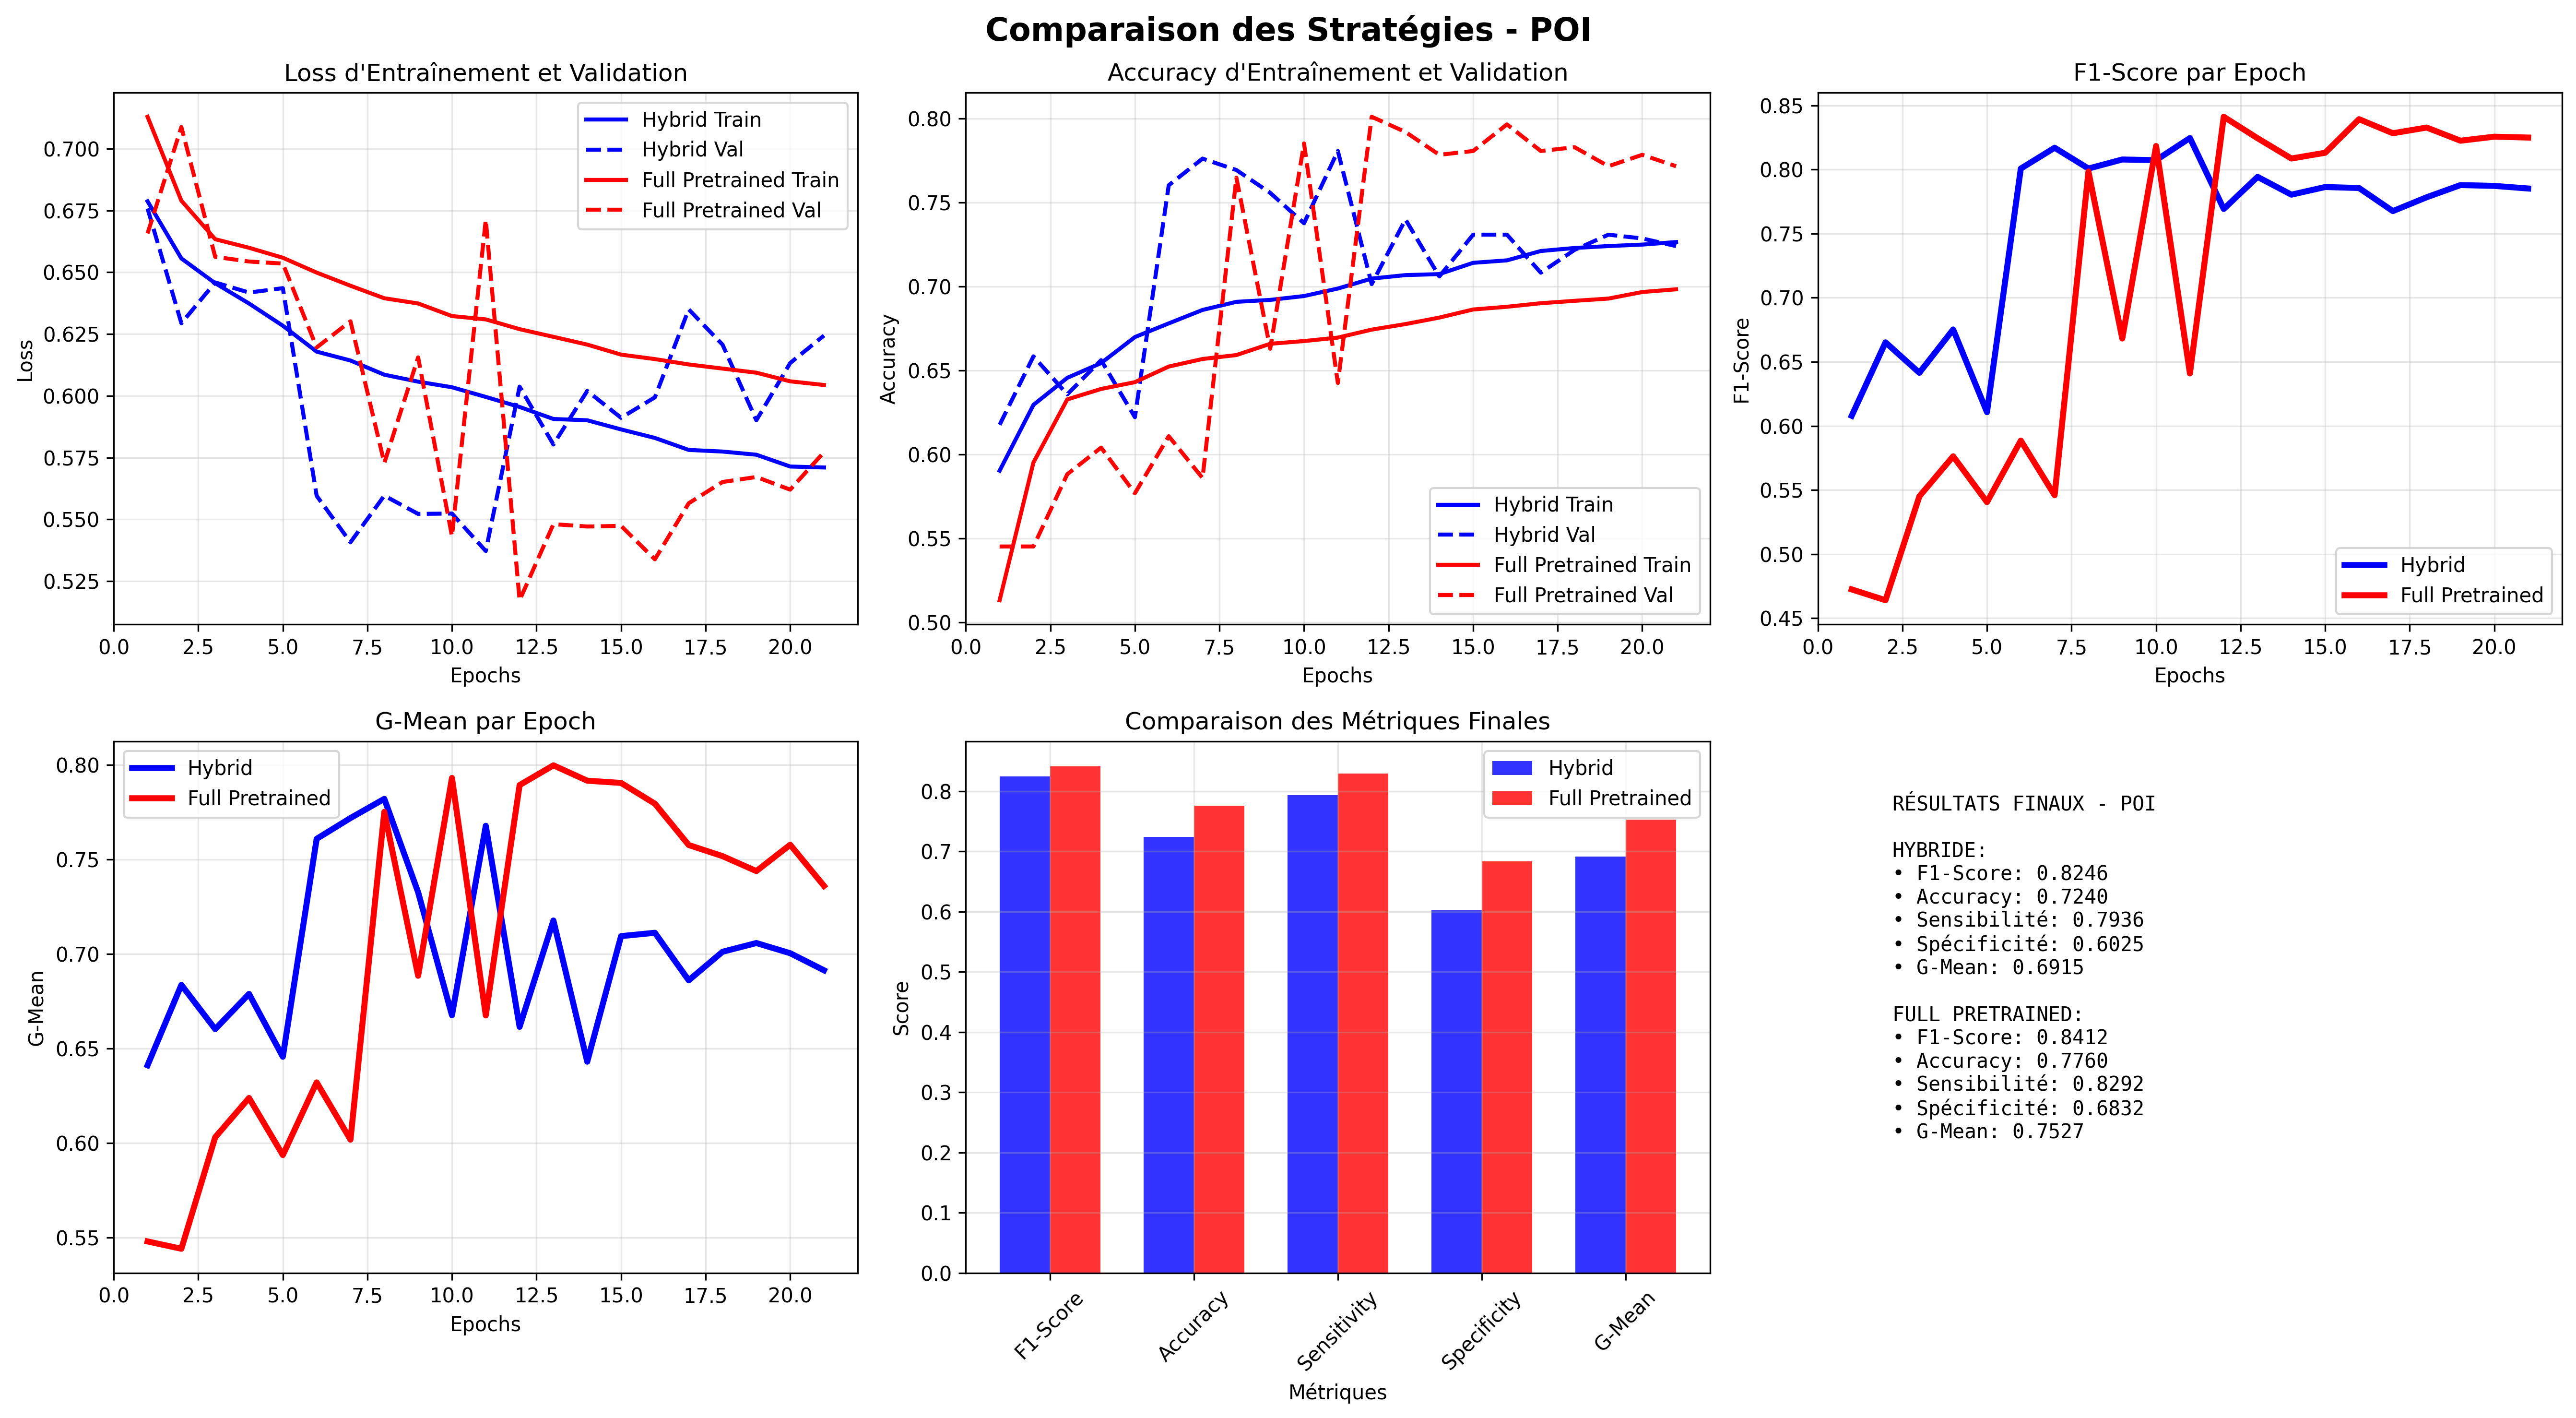 Comparaison des Stratégies - POI
Loss d'Entraînement et Validation
Loss
0.700
0.675
0.650
0.625
0.600
0.575
0.550
0.525
Hybrid Train
Hybrid Val
Full Pretrained Train
Full Pretrained Val
0.0 2.5 5.0 7.5 10.0 12.5 15.0 17.5 20.0
Epochs
Accuracy d'Entraînement et Validation
Accuracy
0.80
0.75
0.70
0.65
0.60
0.55
0.50
Hybrid Train
Hybrid Val
Full Pretrained Train
Full Pretrained Val
0.0 2.5 5.0 7.5 10.0 12.5 15.0 17.5 20.0
Epochs
F1-Score par Epoch
F1-Score
0.85
0.80
0.75
0.70
0.65
0.60
0.55
0.50
0.45
Hybrid
Full Pretrained
0.0 2.5 5.0 7.5 10.0 12.5 15.0 17.5 20.0
Epochs
G-Mean par Epoch
G-Mean
0.80
0.75
0.70
0.65
0.60
0.55
Hybrid
Full Pretrained
0.0 2.5 5.0 7.5 10.0 12.5 15.0 17.5 20.0
Epochs
Comparaison des Métriques Finales
Score
0.8
0.7
0.6
0.5
0.4
0.3
0.2
0.1
0.0
Hybrid
Full Pretrained
F1-Score Accuracy Sensitivity Specificity G-Mean
Métriques
RÉSULTATS FINAUX - POI
HYBRIDE:
• F1-Score: 0.8246
• Accuracy: 0.7240
• Sensibilité: 0.7936
• Spécificité: 0.6025
• G-Mean: 0.6915
FULL PRETRAINED:
• F1-Score: 0.8412
• Accuracy: 0.7760
• Sensibilité: 0.8292
• Spécificité: 0.6832
• G-Mean: 0.7527